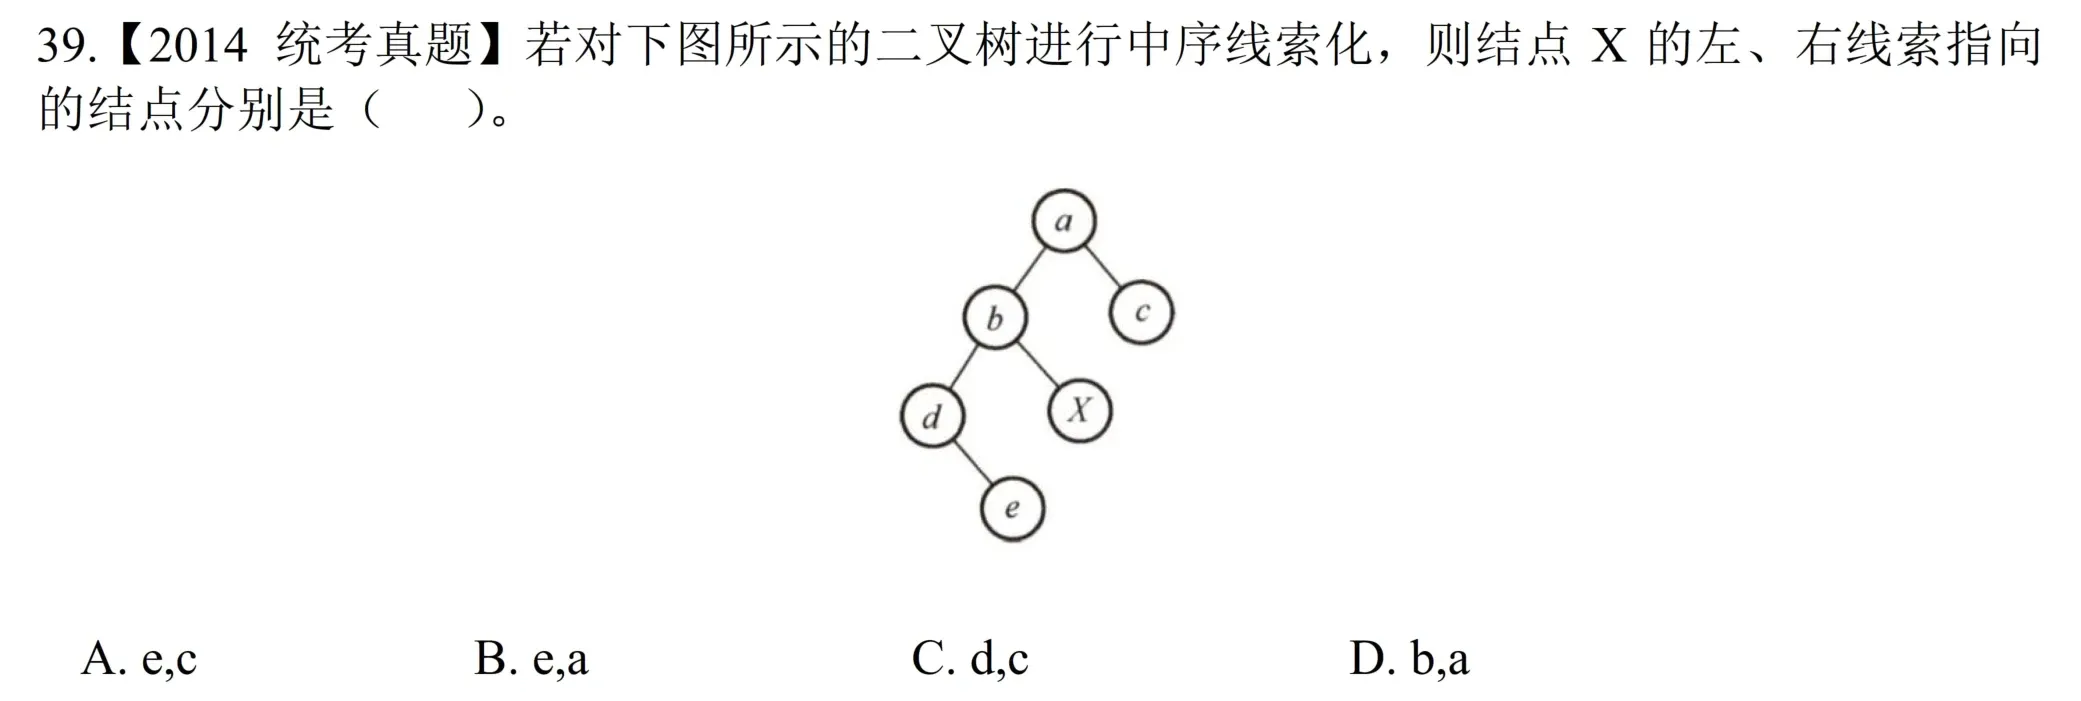 39.【2014 统考真题】若对下图所示的二叉树进行中序线索化，则结点 X 的左、右线索指向
的结点分别是（　　）。
a
b
c
d
X
e
A. e,c　B. e,a　C. d,c　D. b,a